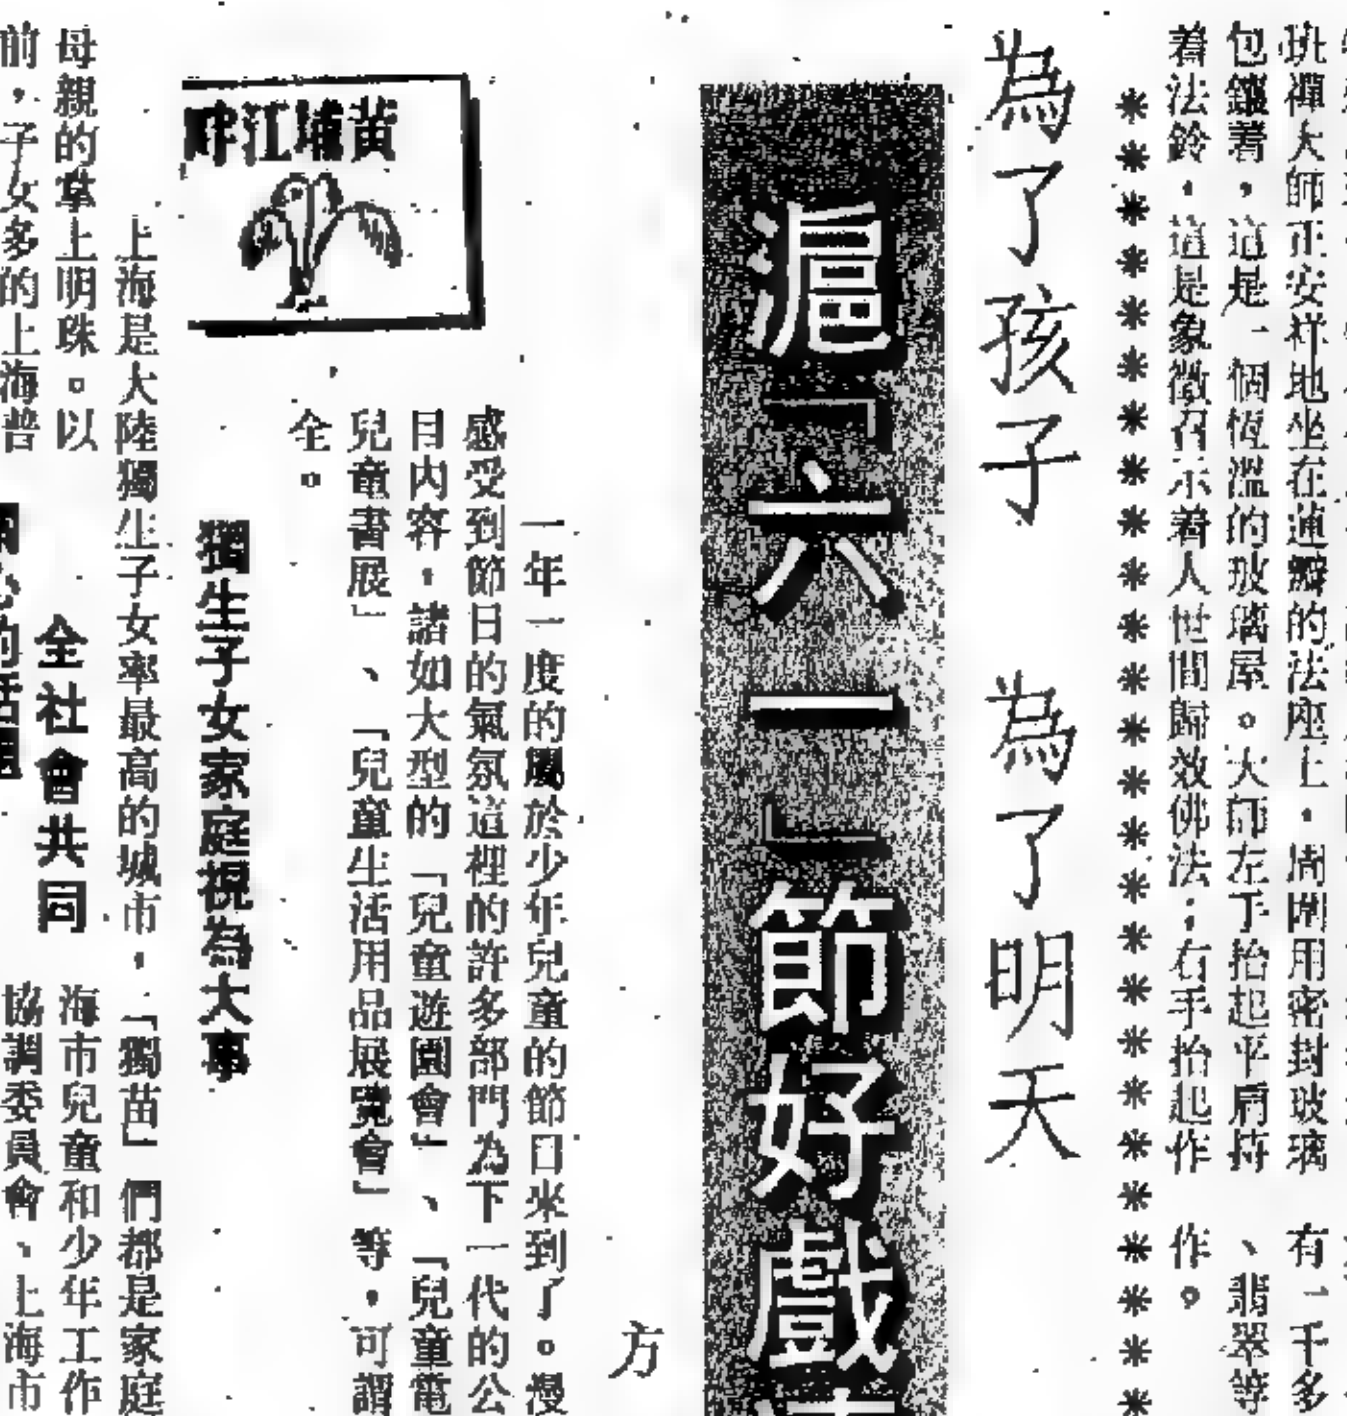 班禪大師正安祥地坐在蓮瓣的法座上，周圍用密封玻璃
有一千多
包鑲著，這是一個恆溫的玻璃屋。大師左手抬起平肩持
、翡翠等
着法鈴，這是象徵召示着人世間歸效佛法；右手抬起作
作。
為了孩子　為了明天
滬「六一」節好戲
方
一年一度的屬於少年兒童的節日來到了。漫
感受到節日的氣氛這裡的許多部門為下一代的公
目內容，諸如大型的「兒童遊園會」、「兒童電
兒童書展」、「兒童生活用品展覽會」等，可謂
全。
黃埔江畔
獨生子女家庭視為大事
上海是大陸獨生子女率最高的城市，「獨苗」們都是家庭
母親的掌上明珠。以
前，子女多的上海普
全社會共同
海市兒童和少年工作
協調委員會、上海市